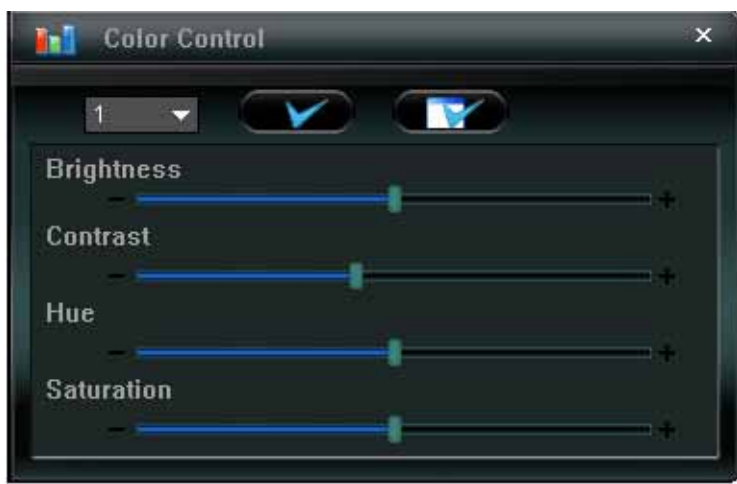 Color Control
1
Brightness
- +
Contrast
- +
Hue
- +
Saturation
- +